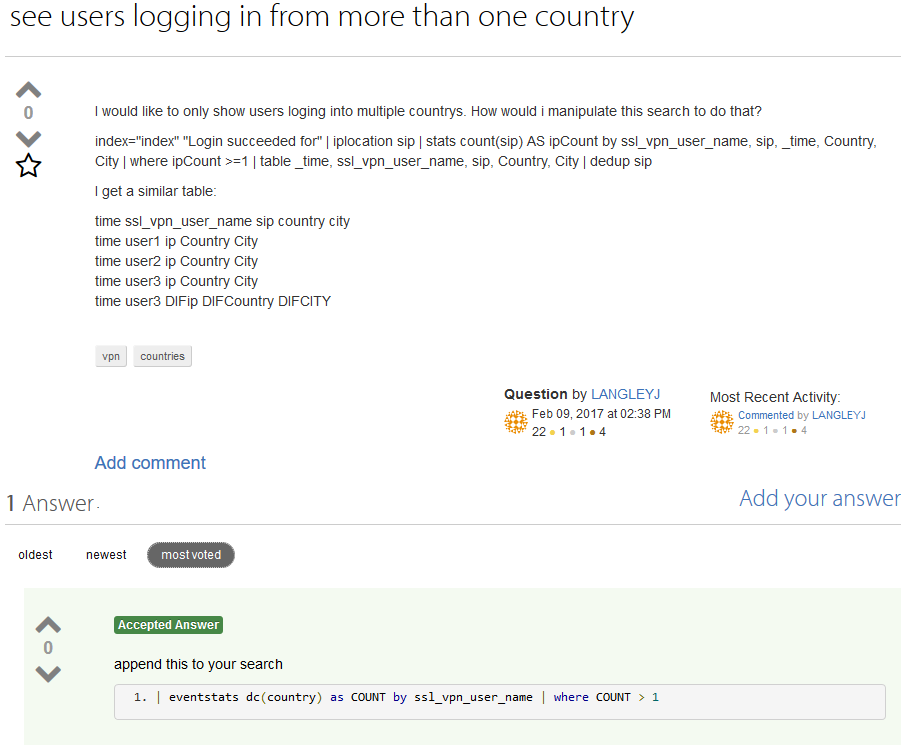 see users logging in from more than one country
0
I would like to only show users loging into multiple countrys. How would i manipulate this search to do that?
index="index" "Login succeeded for" | iplocation sip | stats count(sip) AS ipCount by ssl_vpn_user_name, sip, _time, Country,
City | where ipCount >=1 | table _time, ssl_vpn_user_name, sip, Country, City | dedup sip
I get a similar table:
time ssl_vpn_user_name sip country city
time user1 ip Country City
time user2 ip Country City
time user3 ip Country City
time user3 DIFip DIFCountry DIFCITY
vpn countries
Question by LANGLEYJ
Feb 09, 2017 at 02:38 PM
22 ● 1 ● 1 ● 4
Most Recent Activity:
Commented by LANGLEYJ
22 ● 1 ● 1 ● 4
Add comment
1 Answer.
Add your answer
oldest newest most voted
Accepted Answer
0
append this to your search
1. | eventstats dc(country) as COUNT by ssl_vpn_user_name | where COUNT > 1